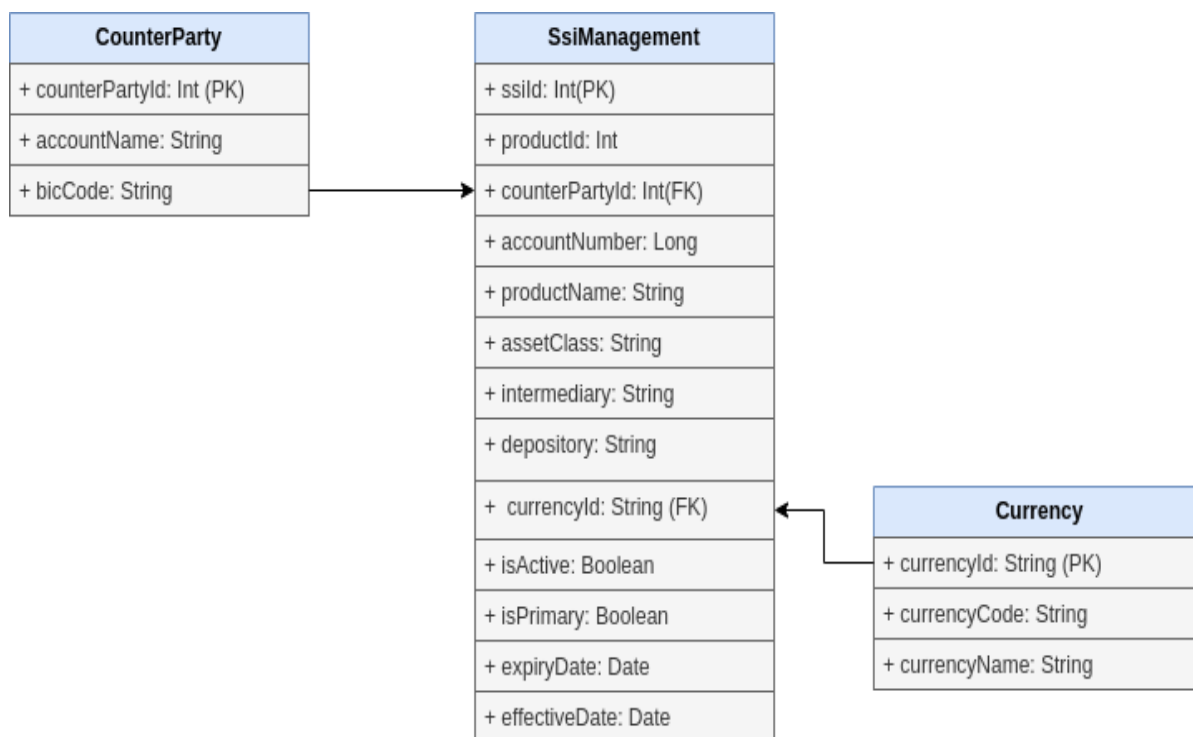 CounterParty
+ counterPartyId: Int (PK)
+ accountName: String
+ bicCode: String
SsiManagement
+ ssiId: Int(PK)
+ productId: Int
+ counterPartyId: Int(FK)
+ accountNumber: Long
+ productName: String
+ assetClass: String
+ intermediary: String
+ depository: String
+ currencyId: String (FK)
+ isActive: Boolean
+ isPrimary: Boolean
+ expiryDate: Date
+ effectiveDate: Date
Currency
+ currencyId: String (PK)
+ currencyCode: String
+ currencyName: String